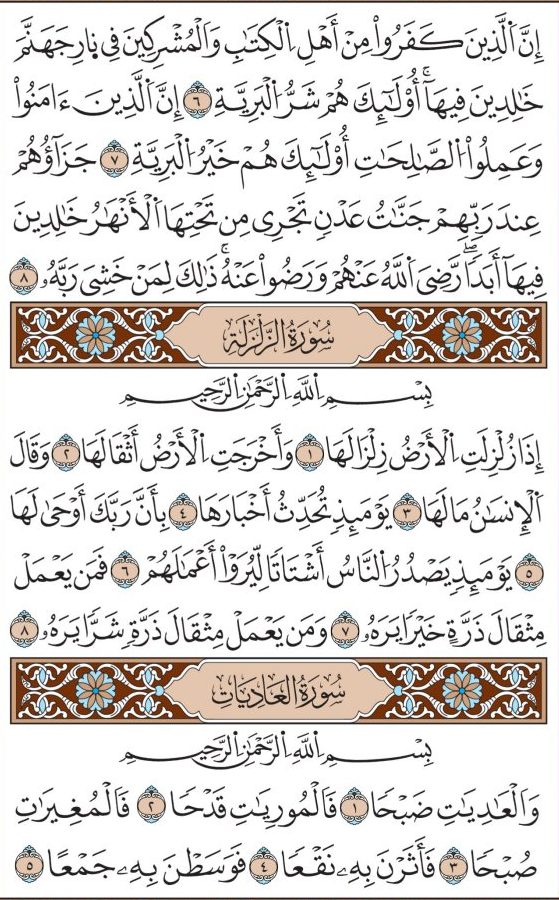 إِنَّ ٱلَّذِينَ كَفَرُوا۟ مِنْ أَهْلِ ٱلْكِتَٰبِ وَٱلْمُشْرِكِينَ فِى نَارِ جَهَنَّمَ
خَٰلِدِينَ فِيهَآ ۚ أُو۟لَٰٓئِكَ هُمْ شَرُّ ٱلْبَرِيَّةِ ٦ إِنَّ ٱلَّذِينَ ءَامَنُوا۟
وَعَمِلُوا۟ ٱلصَّٰلِحَٰتِ أُو۟لَٰٓئِكَ هُمْ خَيْرُ ٱلْبَرِيَّةِ ٧ جَزَآؤُهُمْ
عِندَ رَبِّهِمْ جَنَّٰتُ عَدْنٍ تَجْرِى مِن تَحْتِهَا ٱلْأَنْهَٰرُ خَٰلِدِينَ
فِيهَآ أَبَدًا ۖ رَّضِىَ ٱللَّهُ عَنْهُمْ وَرَضُوا۟ عَنْهُ ۚ ذَٰلِكَ لِمَنْ خَشِىَ رَبَّهُۥ ٨
سُورَةُ الزَّلْزَلَةِ
بِسْمِ ٱللَّهِ ٱلرَّحْمَٰنِ ٱلرَّحِيمِ
إِذَا زُلْزِلَتِ ٱلْأَرْضُ زِلْزَالَهَا ١ وَأَخْرَجَتِ ٱلْأَرْضُ أَثْقَالَهَا ٢ وَقَالَ
ٱلْإِنسَٰنُ مَا لَهَا ٣ يَوْمَئِذٍ تُحَدِّثُ أَخْبَارَهَا ٤ بِأَنَّ رَبَّكَ أَوْحَىٰ لَهَا
٥ يَوْمَئِذٍ يَصْدُرُ ٱلنَّاسُ أَشْتَاتًا لِّيُرَوْا۟ أَعْمَٰلَهُمْ ٦ فَمَن يَعْمَلْ
مِثْقَالَ ذَرَّةٍ خَيْرًا يَرَهُۥ ٧ وَمَن يَعْمَلْ مِثْقَالَ ذَرَّةٍ شَرًّا يَرَهُۥ ٨
سُورَةُ العَادِيَاتِ
بِسْمِ ٱللَّهِ ٱلرَّحْمَٰنِ ٱلرَّحِيمِ
وَٱلْعَٰدِيَٰتِ ضَبْحًا ١ فَٱلْمُورِيَٰتِ قَدْحًا ٢ فَٱلْمُغِيرَٰتِ
صُبْحًا ٣ فَأَثَرْنَ بِهِۦ نَقْعًا ٤ فَوَسَطْنَ بِهِۦ جَمْعًا ٥